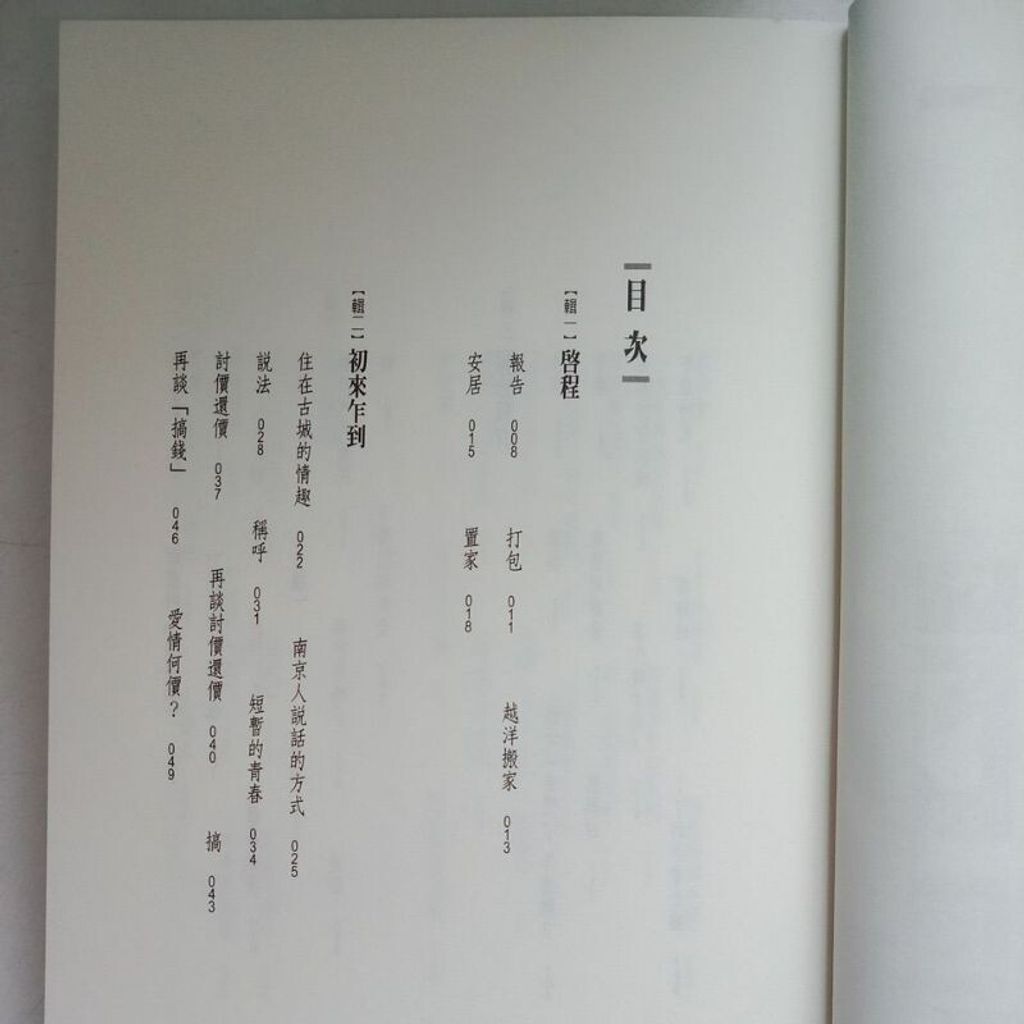 目次
【輯一】啓程
報告 008 打包 011 越洋搬家 013
安居 015 置家 018
【輯二】初來乍到
住在古城的情趣 022 南京人說話的方式 025
說法 028 稱呼 031 短暫的青春 034
討價還價 037 再談討價還價 040 搞 043
再談「搞錢」 046 愛情何價？ 049